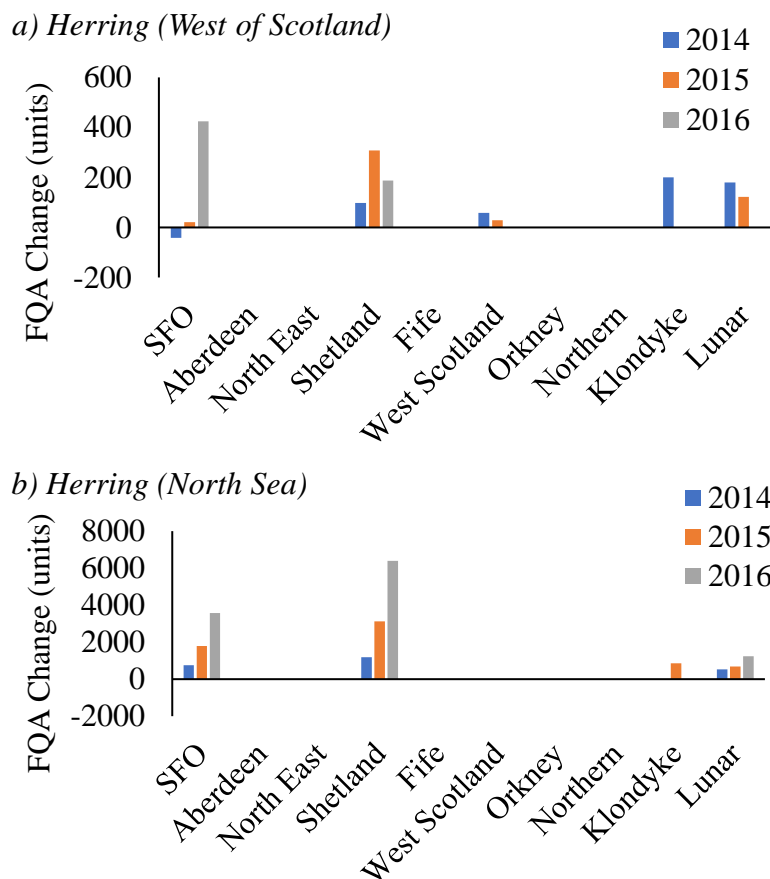 a) Herring (West of Scotland)
2014
2015
2016
FQA Change (units)
600
400
200
0
-200
SFO
Aberdeen
North East
Shetland
Fife
West Scotland
Orkney
Northern
Klondyke
Lunar
b) Herring (North Sea)
2014
2015
2016
FQA Change (units)
8000
6000
4000
2000
0
-2000
SFO
Aberdeen
North East
Shetland
Fife
West Scotland
Orkney
Northern
Klondyke
Lunar